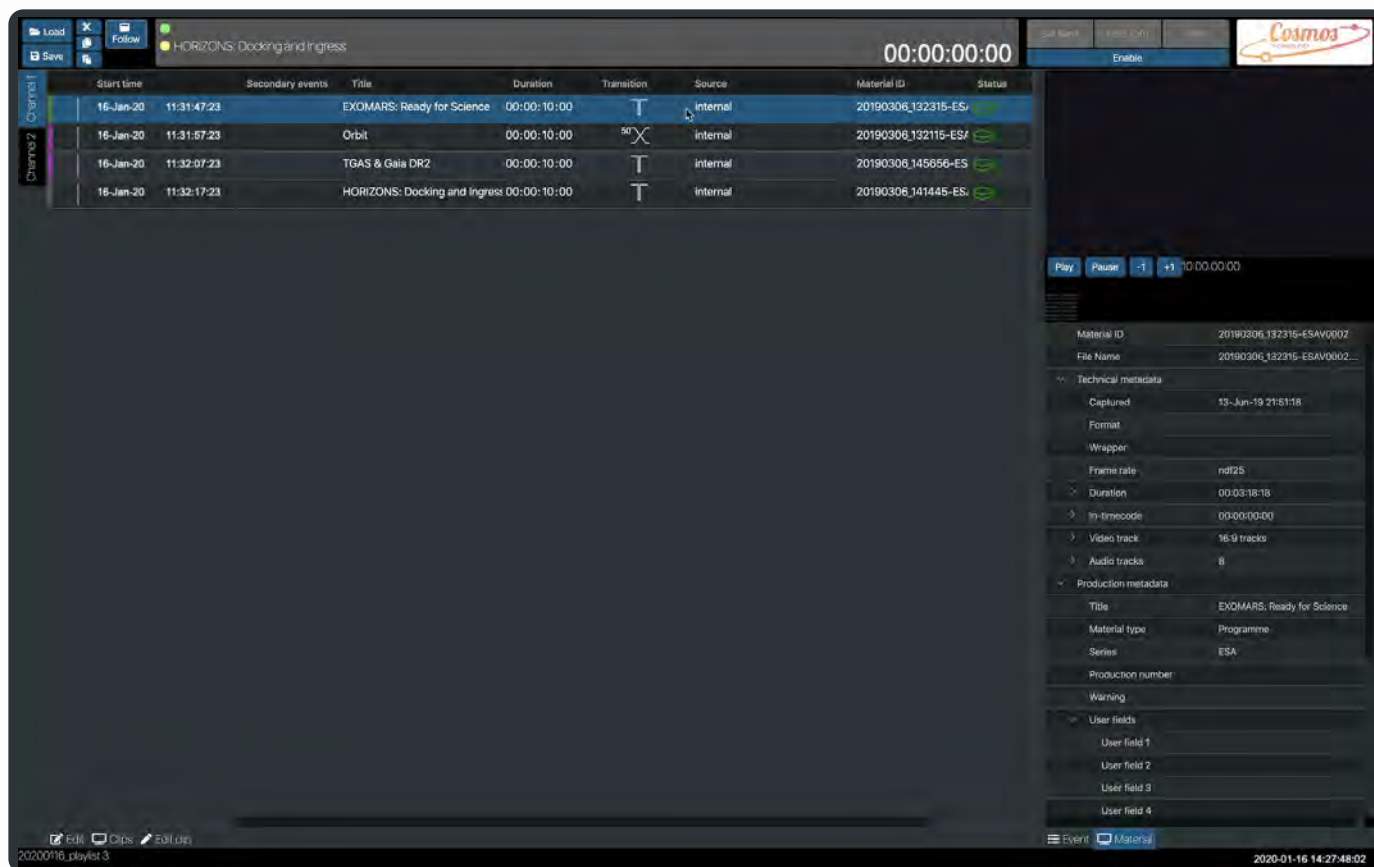 Load
Save
Follow
HORIZONS: Docking and Ingress
00:00:00:00
Enable
Cosmos
Channel 1
Channel 2
Start time Secondary events Title Duration Transition Source Material ID Status
16-Jan-20 11:31:47:23 EXOMARS: Ready for Science 00:00:10:00 internal 20190306_132315-ES
16-Jan-20 11:31:57:23 Orbit 00:00:10:00 50 internal 20190306_132115-ES
16-Jan-20 11:32:07:23 TGAS & Gaia DR2 00:00:10:00 internal 20190306_145656-ES
16-Jan-20 11:32:17:23 HORIZONS: Docking and Ingres 00:00:10:00 internal 20190306_141445-ES
Play Pause -1 +1 10:00:00:00
Material ID 20190306_132315-ESAV0002
File Name 20190306_132315-ESAV0002...
Technical metadata
Captured 13-Jun-19 21:51:18
Format
Wrapper
Frame rate ndf25
Duration 00:03:18:18
In-timecode 00:00:00:00
Video track 16:9 tracks
Audio tracks 8
Production metadata
Title EXOMARS: Ready for Science
Material type Programme
Series ESA
Production number
Warning
User fields
User field 1
User field 2
User field 3
User field 4
Edit Clips Edit clip
Event Material
20200116_playlist 3
2020-01-16 14:27:48:02